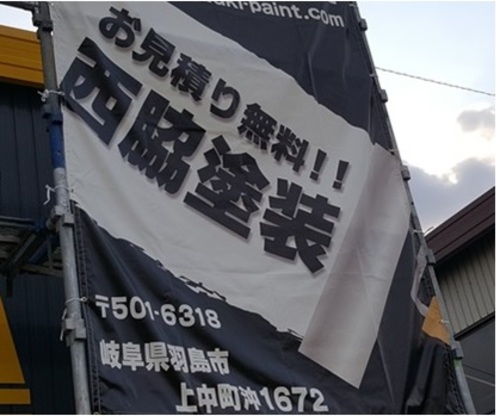 aki-paint.com
お見積り無料!!
西脇塗装
〒501-6318
岐阜県羽島市
上中町沖1672